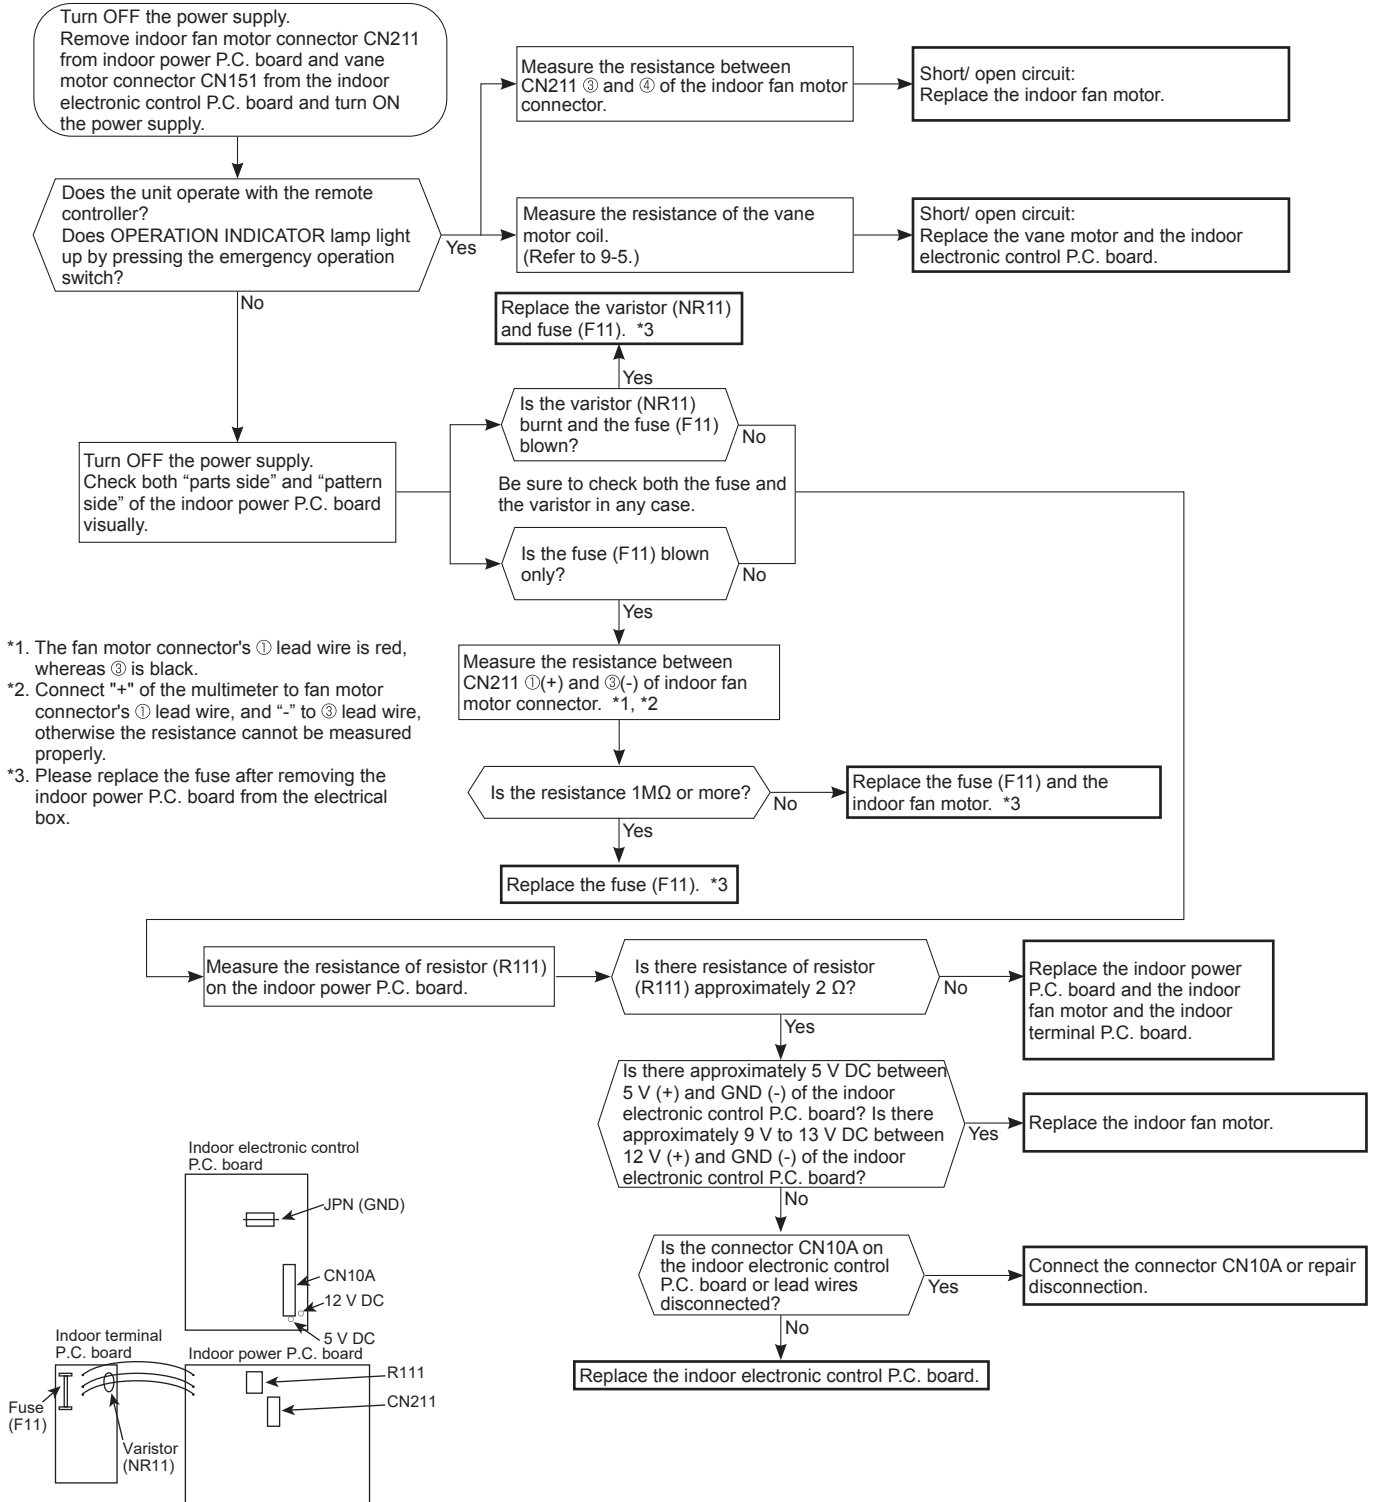 Turn OFF the power supply.
Remove indoor fan motor connector CN211
from indoor power P.C. board and vane
motor connector CN151 from the indoor
electronic control P.C. board and turn ON
the power supply.
Measure the resistance between
CN211 ③ and ④ of the indoor fan motor
connector.
Short/ open circuit:
Replace the indoor fan motor.
Does the unit operate with the remote
controller?
Does OPERATION INDICATOR lamp light
up by pressing the emergency operation
switch?
Yes
Measure the resistance of the vane
motor coil.
(Refer to 9-5.)
Short/ open circuit:
Replace the vane motor and the indoor
electronic control P.C. board.
No
Replace the varistor (NR11)
and fuse (F11). *3
Yes
Is the varistor (NR11)
burnt and the fuse (F11)
blown?
No
Turn OFF the power supply.
Check both “parts side” and “pattern
side” of the indoor power P.C. board
visually.
Be sure to check both the fuse and
the varistor in any case.
Is the fuse (F11) blown
only?
No
Yes
*1. The fan motor connector's ① lead wire is red,
whereas ③ is black.
*2. Connect "+" of the multimeter to fan motor
connector's ① lead wire, and “-” to ③ lead wire,
otherwise the resistance cannot be measured
properly.
*3. Please replace the fuse after removing the
indoor power P.C. board from the electrical
box.
Measure the resistance between
CN211 ①(+) and ③(-) of indoor fan
motor connector. *1, *2
Is the resistance 1MΩ or more?
No
Replace the fuse (F11) and the
indoor fan motor. *3
Yes
Replace the fuse (F11). *3
Measure the resistance of resistor (R111)
on the indoor power P.C. board.
Is there resistance of resistor
(R111) approximately 2 Ω?
No
Replace the indoor power
P.C. board and the indoor
fan motor and the indoor
terminal P.C. board.
Yes
Is there approximately 5 V DC between
5 V (+) and GND (-) of the indoor
electronic control P.C. board? Is there
approximately 9 V to 13 V DC between
12 V (+) and GND (-) of the indoor
electronic control P.C. board?
Yes
Replace the indoor fan motor.
No
Is the connector CN10A on
the indoor electronic control
P.C. board or lead wires
disconnected?
Yes
Connect the connector CN10A or repair
disconnection.
No
Replace the indoor electronic control P.C. board.
Indoor electronic control
P.C. board
JPN (GND)
CN10A
12 V DC
5 V DC
Indoor terminal
P.C. board
Indoor power P.C. board
R111
CN211
Fuse
(F11)
Varistor
(NR11)